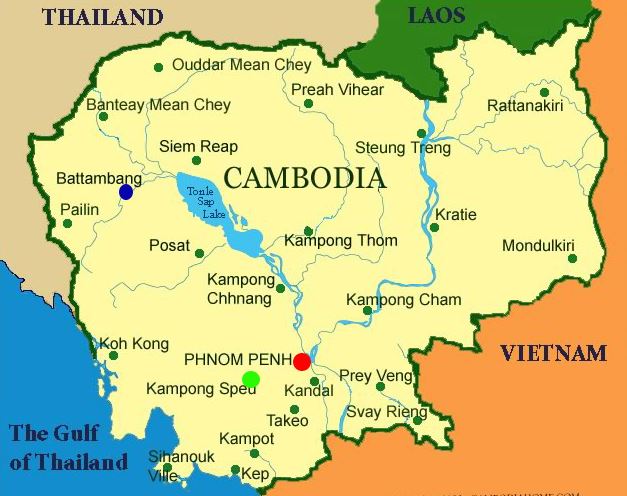 THAILAND
LAOS
Ouddar Mean Chey
Preah Vihear
Banteay Mean Chey
Rattanakiri
Siem Reap
Steung Treng
Battambang
CAMBODIA
Tonle
Sap
Lake
Pailin
Kratie
Posat
Kampong Thom
Mondulkiri
Kampong
Chhnang
Kampong Cham
Koh Kong
PHNOM PENH
VIETNAM
Kampong Speu
Kandal
Prey Veng
Takeo
Svay Rieng
The Gulf
of Thailand
Kampot
Sihanouk
Ville
Kep